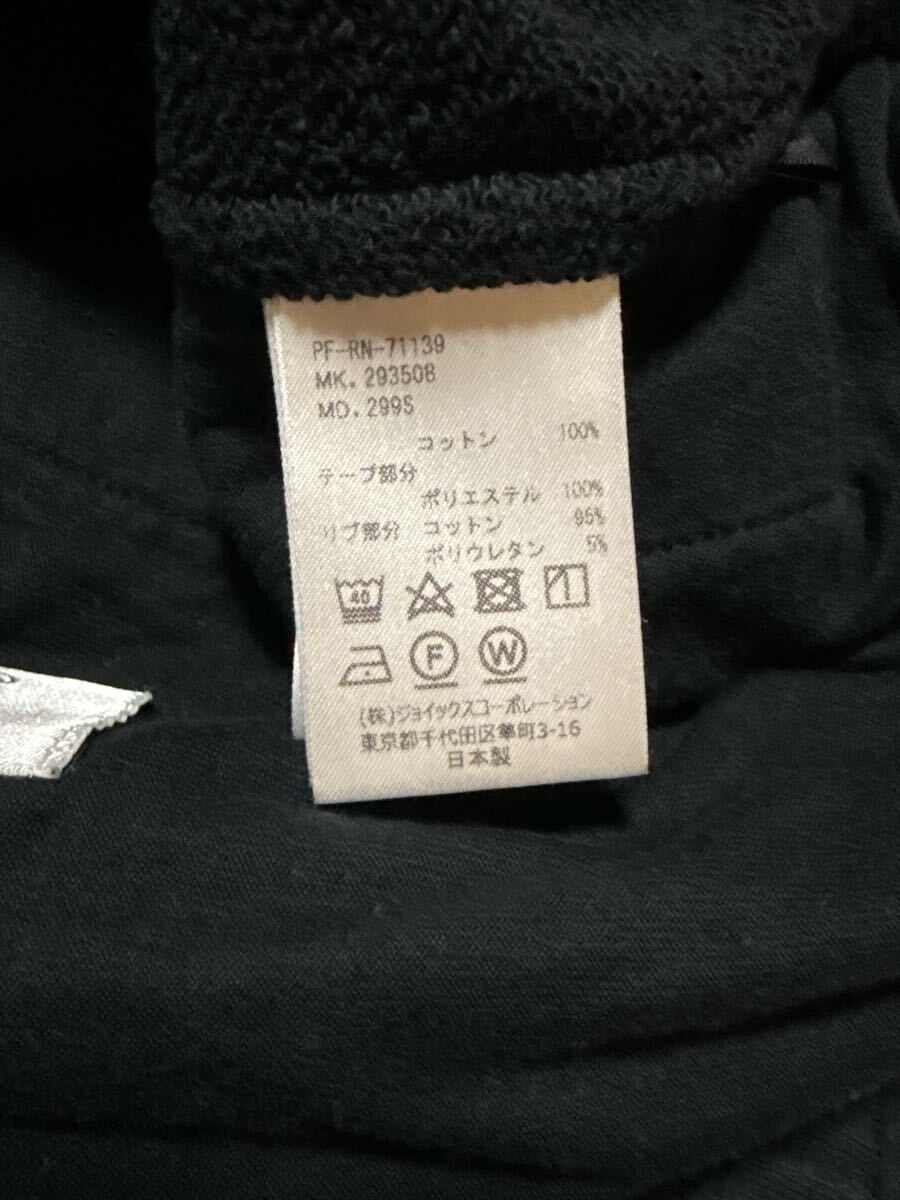 PF-RN-71139
MK. 293508
MD. 299S
コットン 100%
テープ部分
ポリエステル 100%
リブ部分 コットン 95%
ポリウレタン 5%
40
F W
(株)ジョイックスコーポレーション
東京都千代田区隼町3-16
日本製